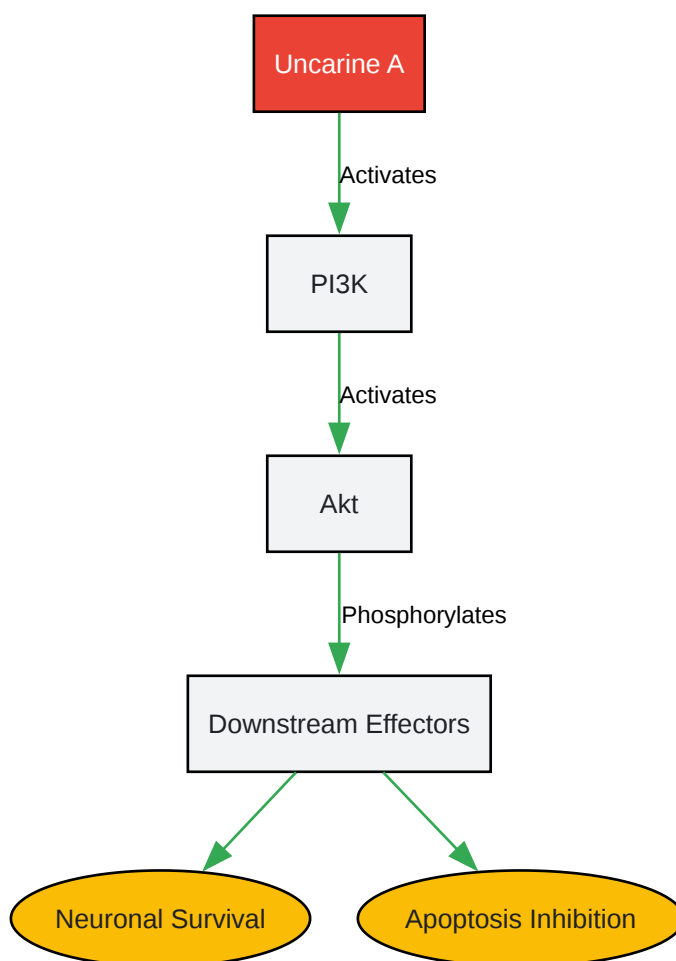 Uncarine A
Activates
PI3K
Activates
Akt
Phosphorylates
Downstream Effectors
Neuronal Survival
Apoptosis Inhibition